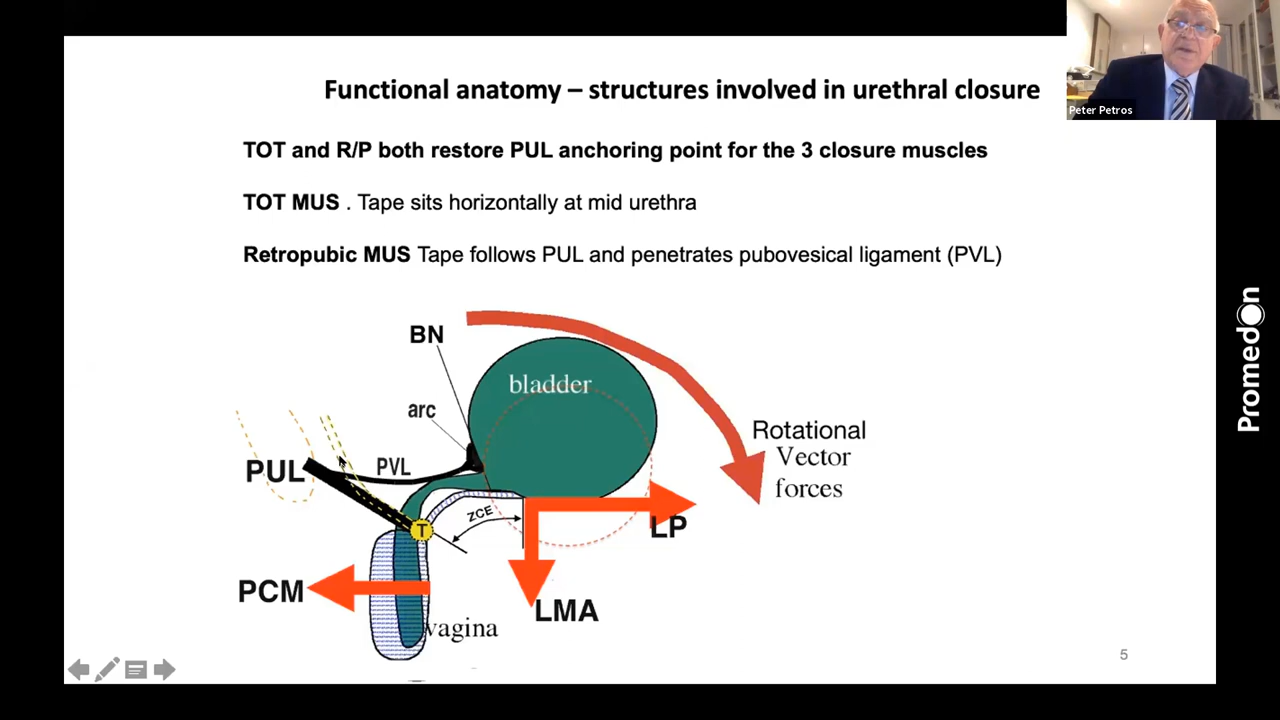 Functional anatomy – structures involved in urethral closure
Peter Petros
TOT and R/P both restore PUL anchoring point for the 3 closure muscles
TOT MUS . Tape sits horizontally at mid urethra
Retropubic MUS Tape follows PUL and penetrates pubovesical ligament (PVL)
BN
bladder
arc
Rotational
Vector
forces
PUL
PVL
ZCE
T
LP
PCM
LMA
vagina
5
Promedon